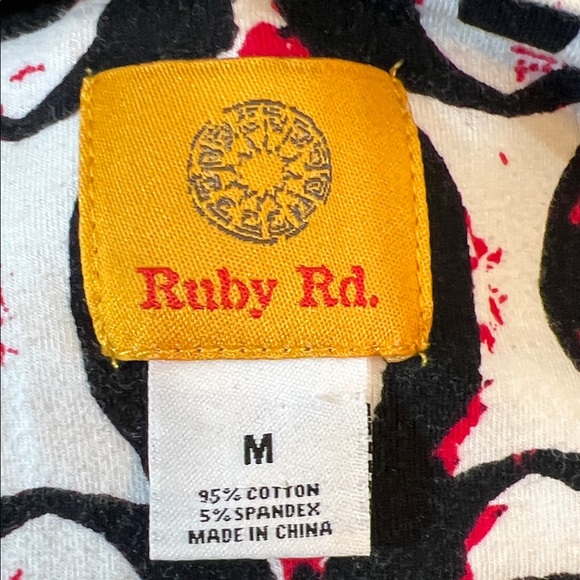 Ruby Rd.
M
95% COTTON
5% SPANDEX
MADE IN CHINA